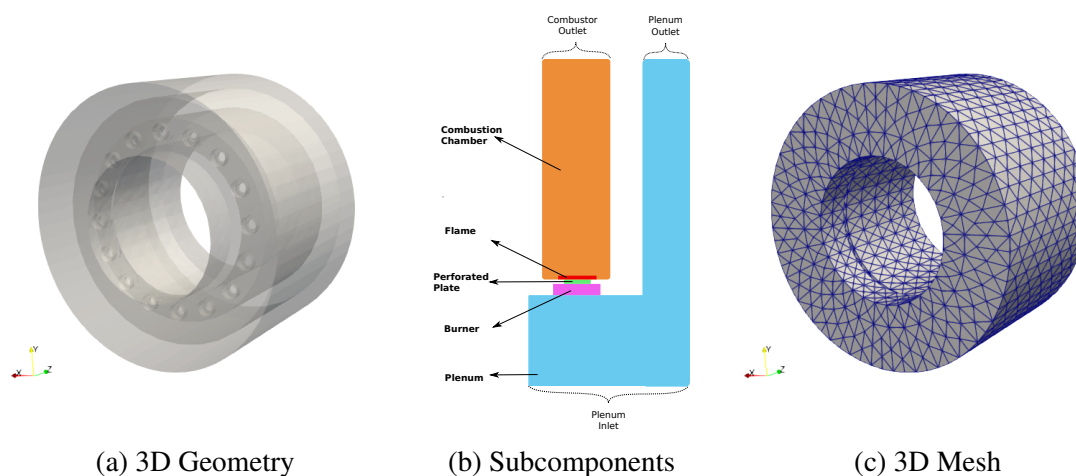 Combustor
Outlet
Plenum
Outlet
Combustion
Chamber
Flame
Perforated
Plate
Burner
Plenum
Plenum
Inlet
X
Y
Z
X
Y
Z
(a) 3D Geometry
(b) Subcomponents
(c) 3D Mesh